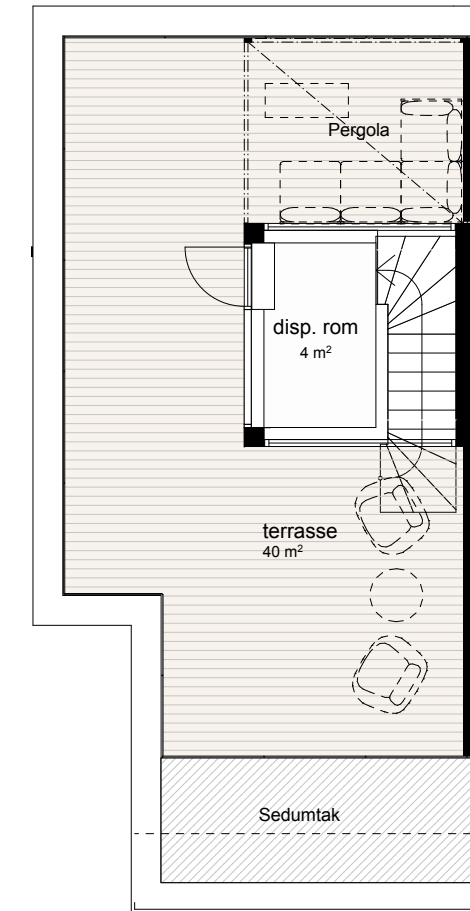 Pergola
disp. rom
4 m²
terrasse
40 m²
Sedumtak